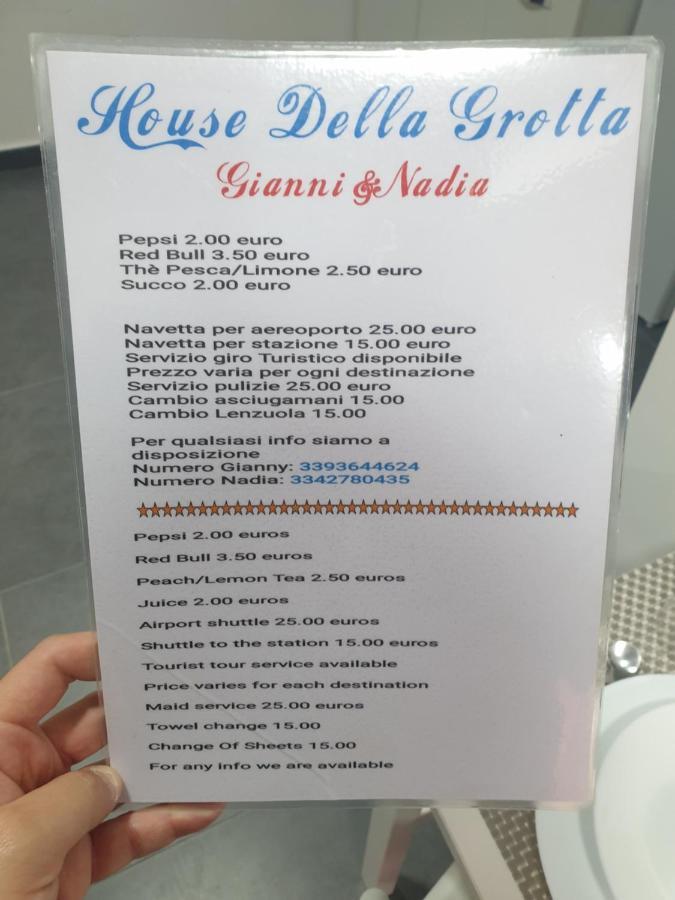 House Della Grotta
Gianni & Nadia
Pepsi 2.00 euro
Red Bull 3.50 euro
Thè Pesca/Limone 2.50 euro
Succo 2.00 euro
Navetta per aereoporto 25.00 euro
Navetta per stazione 15.00 euro
Servizio giro Turistico disponibile
Prezzo varia per ogni destinazione
Servizio pulizie 25.00 euro
Cambio asciugamani 15.00
Cambio Lenzuola 15.00
Per qualsiasi info siamo a
disposizione
Numero Gianny: 3393644624
Numero Nadia: 3342780435
Pepsi 2.00 euros
Red Bull 3.50 euros
Peach/Lemon Tea 2.50 euros
Juice 2.00 euros
Airport shuttle 25.00 euros
Shuttle to the station 15.00 euros
Tourist tour service available
Price varies for each destination
Maid service 25.00 euros
Towel change 15.00
Change Of Sheets 15.00
For any info we are available